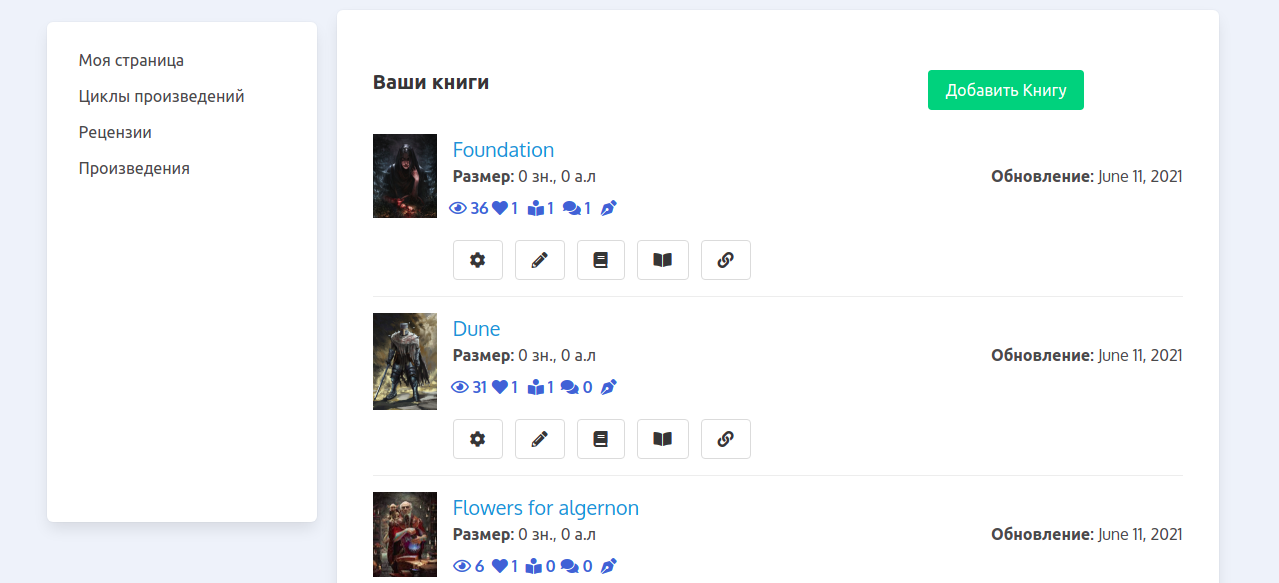 Моя страница
Циклы произведений
Рецензии
Произведения
Ваши книги
Добавить Книгу
Foundation
Размер: 0 зн., 0 а.л
Обновление: June 11, 2021
36 1 1 1
Dune
Размер: 0 зн., 0 а.л
Обновление: June 11, 2021
31 1 1 0
Flowers for algernon
Размер: 0 зн., 0 а.л
Обновление: June 11, 2021
6 1 0 0